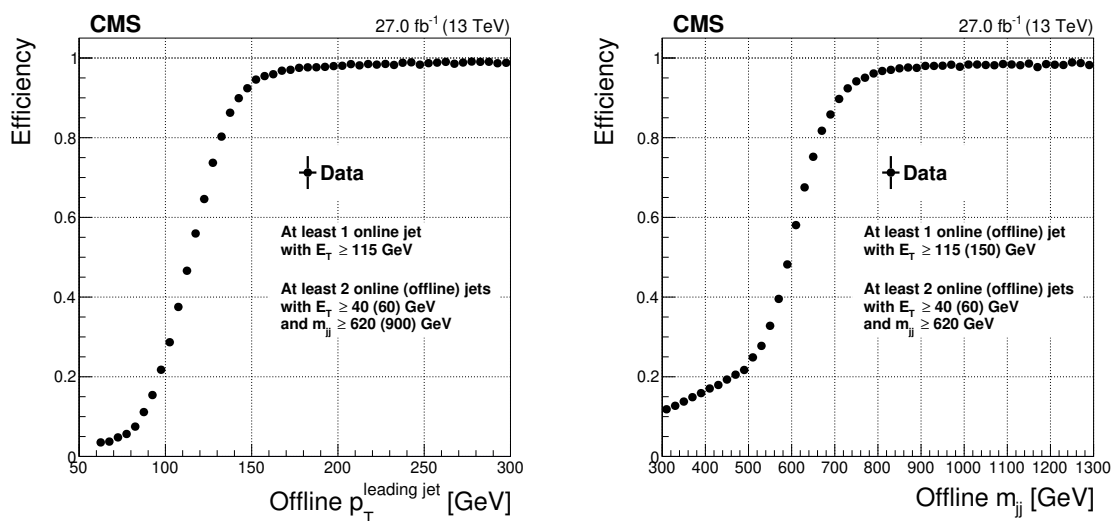 CMS
27.0 fb⁻¹ (13 TeV)
Efficiency
1
0.8
0.6
0.4
0.2
0
Data
At least 1 online jet
with E_T ≥ 115 GeV
At least 2 online (offline) jets
with E_T ≥ 40 (60) GeV
and m_jj ≥ 620 (900) GeV
50 100 150 200 250 300
Offline p_T^leading jet [GeV]
CMS
27.0 fb⁻¹ (13 TeV)
Efficiency
1
0.8
0.6
0.4
0.2
0
Data
At least 1 online (offline) jet
with E_T ≥ 115 (150) GeV
At least 2 online (offline) jets
with E_T ≥ 40 (60) GeV
and m_jj ≥ 620 GeV
300 400 500 600 700 800 900 1000 1100 1200 1300
Offline m_jj [GeV]